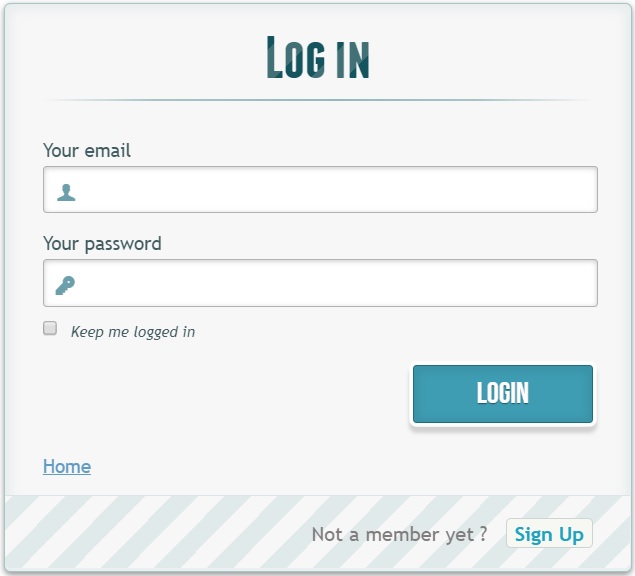 LOG IN
Your email
Your password
Keep me logged in
LOGIN
Home
Not a member yet ? Sign Up